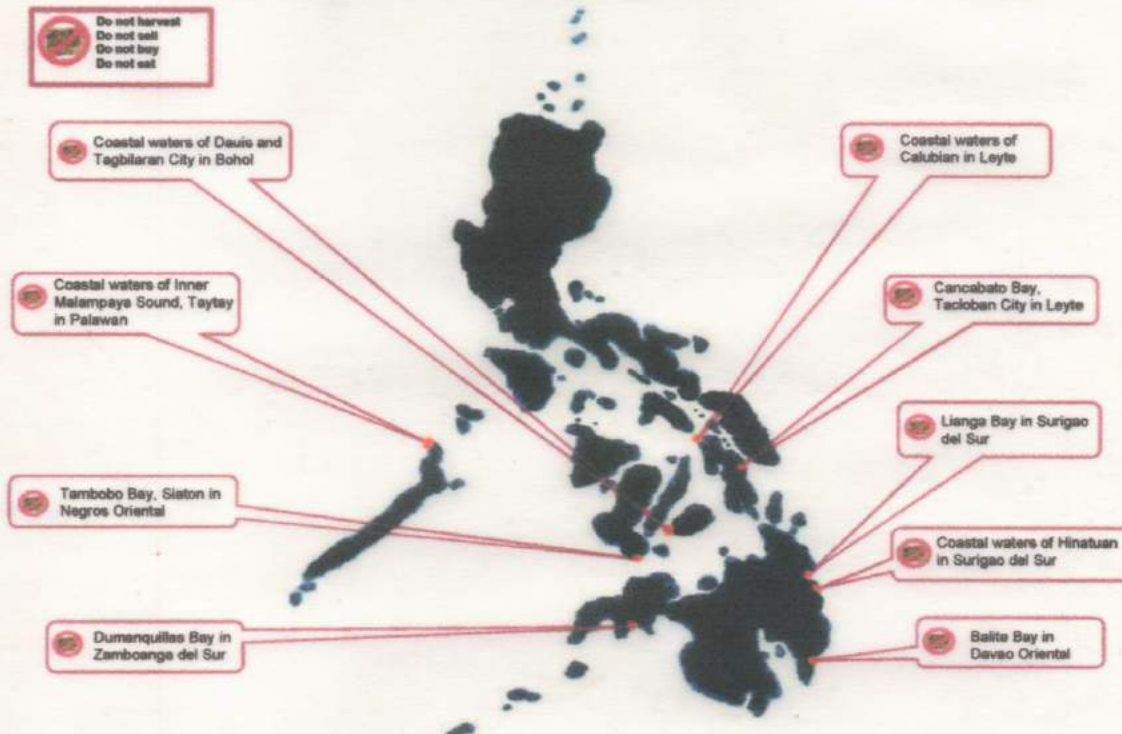 Do not harvest
Do not sell
Do not buy
Do not eat
Coastal waters of Dauis and
Tagbilaran City in Bohol
Coastal waters of
Calubian in Leyte
Coastal waters of Inner
Malampaya Sound, Taytay
in Palawan
Cancabato Bay,
Tacloban City in Leyte
Lianga Bay in Surigao
del Sur
Tambobo Bay, Siaton in
Negros Oriental
Coastal waters of Hinatuan
in Surigao del Sur
Dumanquillas Bay in
Zamboanga del Sur
Balite Bay in
Davao Oriental